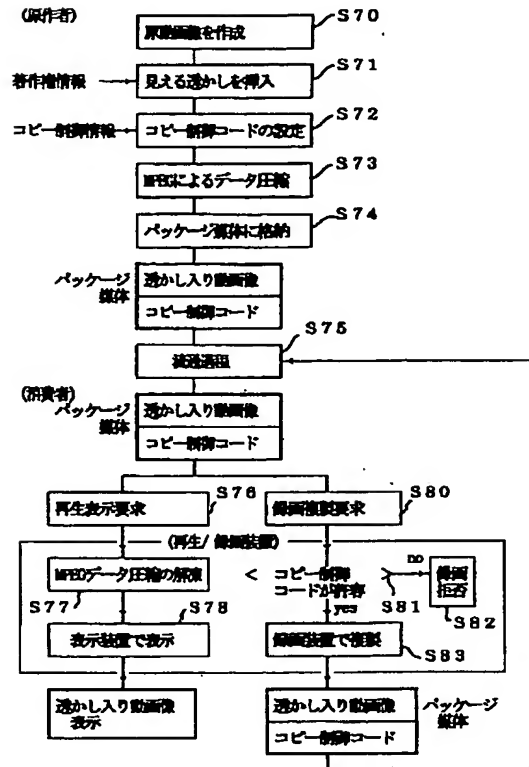 (原作者)
原動画像を作成
S70
著作権情報
見える透かしを挿入
S71
コピー制御情報
コピー制御コードの設定
S72
MPEGによるデータ圧縮
S73
パッケージ媒体に格納
S74
パッケージ
媒体
透かし入り動画像
コピー制御コード
流通過程
S75
(消費者)
パッケージ
媒体
透かし入り動画像
コピー制御コード
再生表示要求
S76
録画複製要求
S80
(再生/録画装置)
MPEGデータ圧縮の解凍
S77
コピー制御
コードが許容
S81
no
yes
録画
拒否
S82
表示装置で表示
S78
録画装置で複製
S83
透かし入り動画像
表示
透かし入り動画像
コピー制御コード
パッケージ
媒体